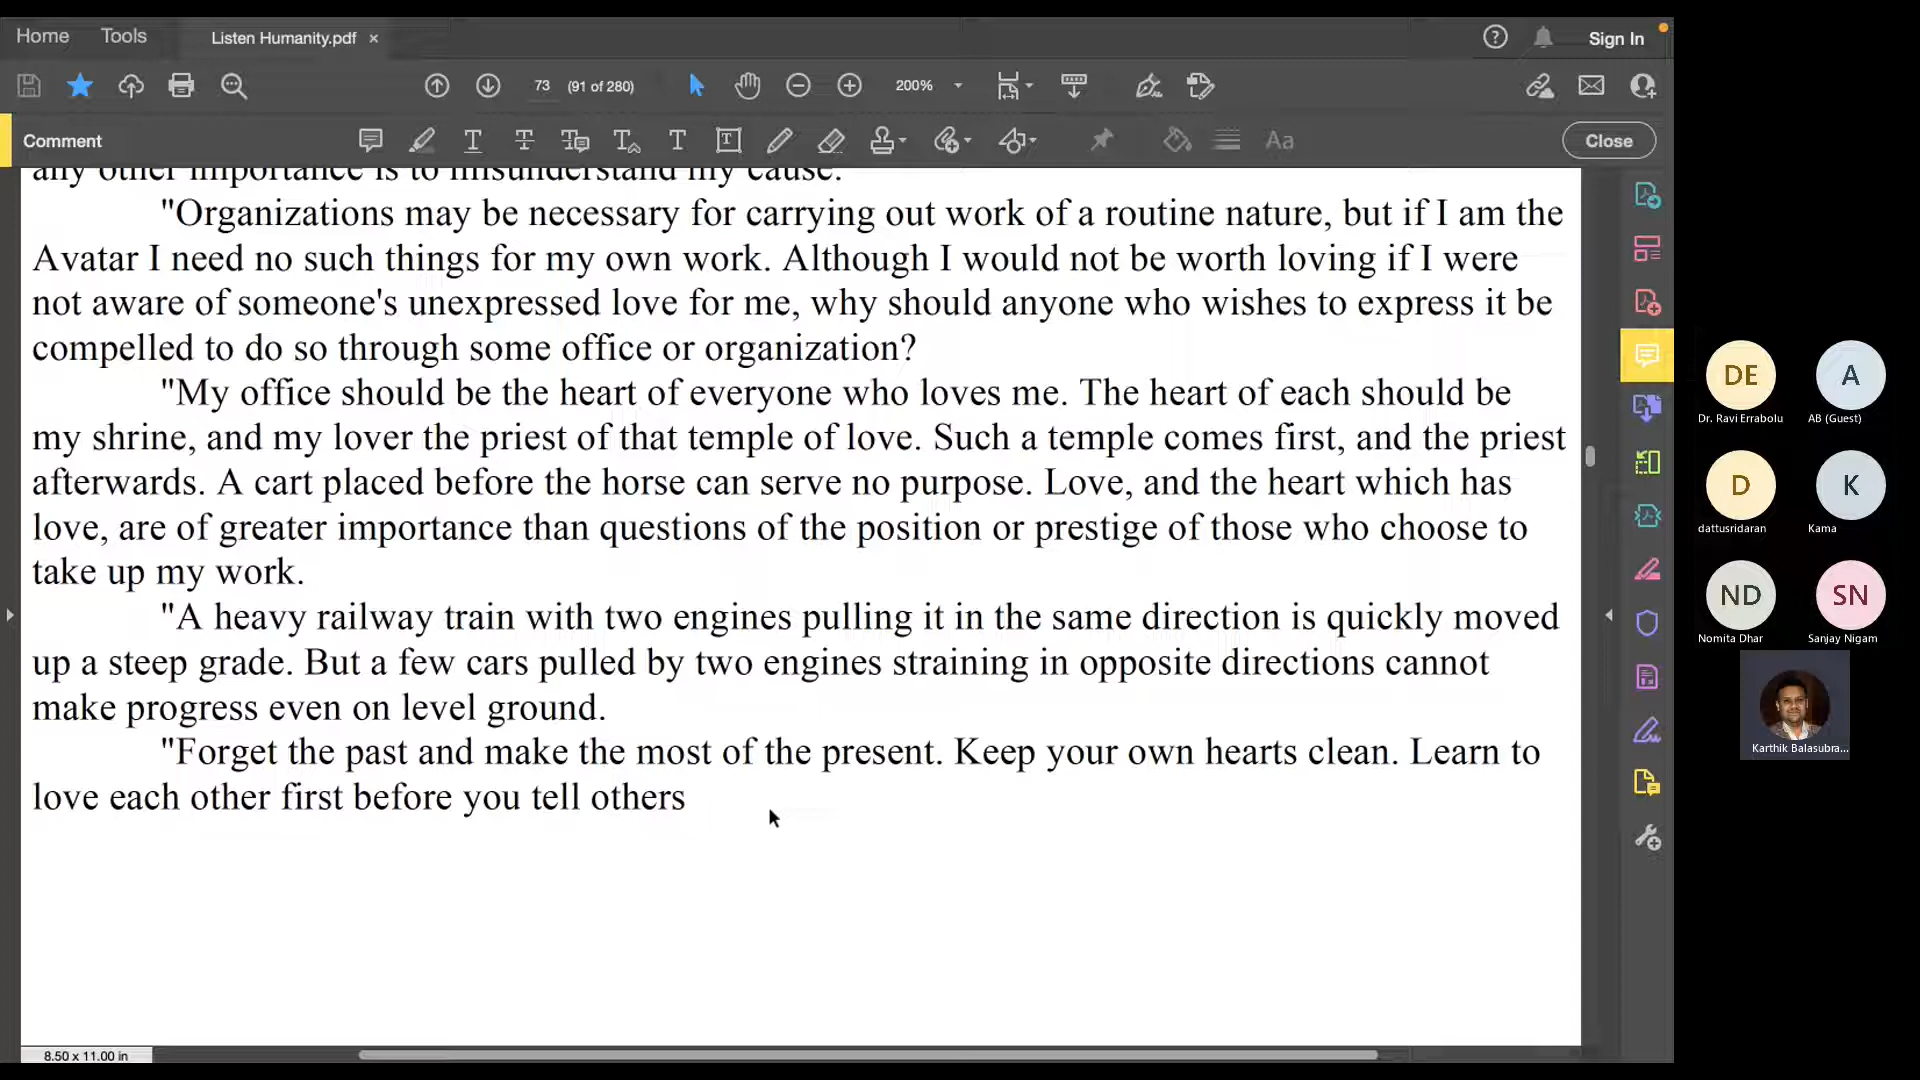 Home Tools Listen Humanity.pdf × Sign In
73 (91 of 280) 200%
Comment Close
any other importance is to misunderstand my cause.
"Organizations may be necessary for carrying out work of a routine nature, but if I am the
Avatar I need no such things for my own work. Although I would not be worth loving if I were
not aware of someone's unexpressed love for me, why should anyone who wishes to express it be
compelled to do so through some office or organization?
"My office should be the heart of everyone who loves me. The heart of each should be
my shrine, and my lover the priest of that temple of love. Such a temple comes first, and the priest
afterwards. A cart placed before the horse can serve no purpose. Love, and the heart which has
love, are of greater importance than questions of the position or prestige of those who choose to
take up my work.
"A heavy railway train with two engines pulling it in the same direction is quickly moved
up a steep grade. But a few cars pulled by two engines straining in opposite directions cannot
make progress even on level ground.
"Forget the past and make the most of the present. Keep your own hearts clean. Learn to
love each other first before you tell others
8.50 x 11.00 in
DE A
Dr. Ravi Errabolu AB (Guest)
D K
dattusridaran Kama
ND SN
Nomita Dhar Sanjay Nigam
Karthik Balasubra...